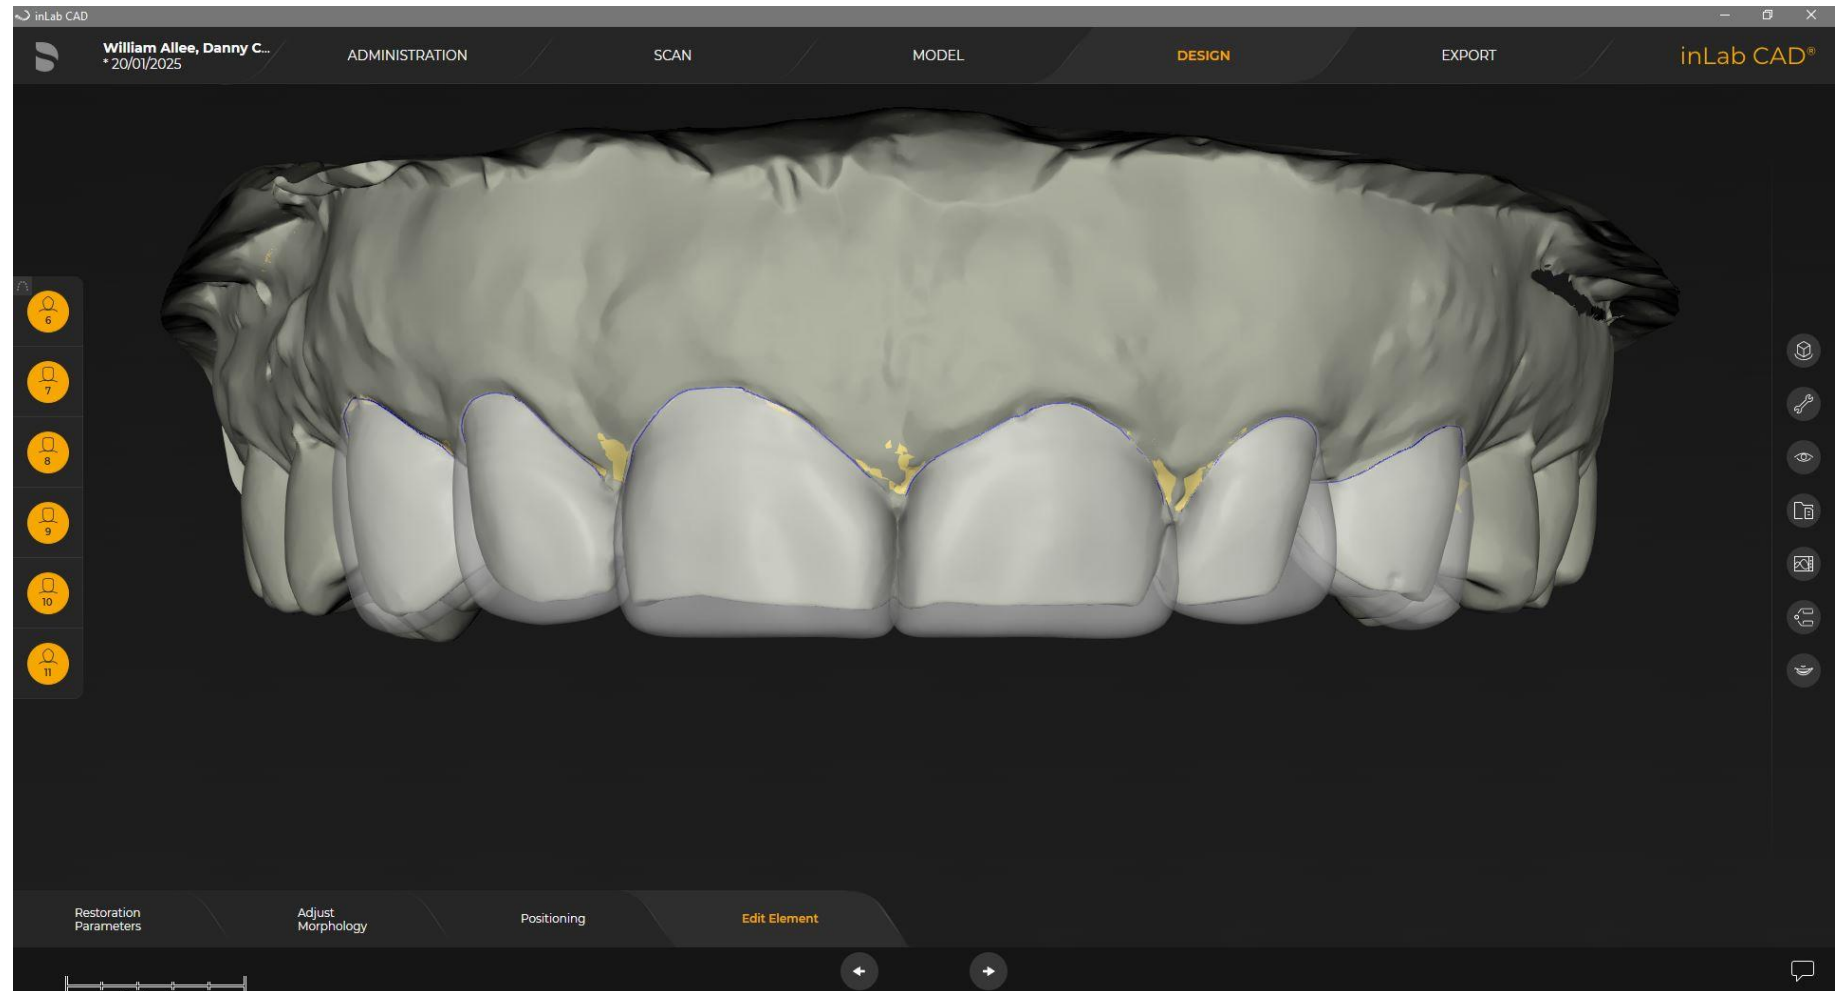 inLab CAD
William Allee, Danny C...
* 20/01/2025
ADMINISTRATION
SCAN
MODEL
DESIGN
EXPORT
inLab CAD®
6
7
8
9
10
11
Restoration
Parameters
Adjust
Morphology
Positioning
Edit Element